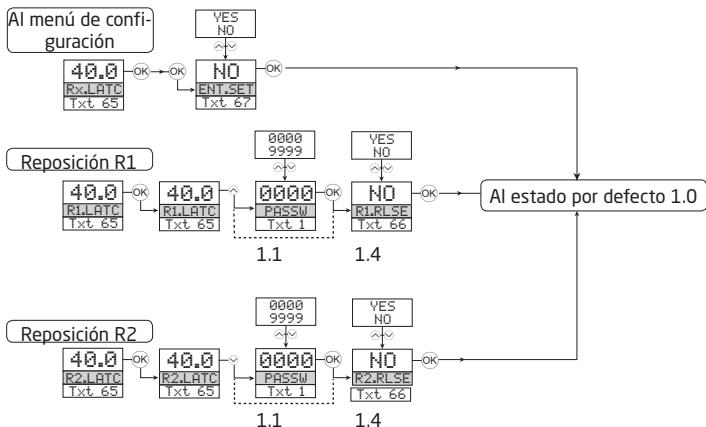 Al menú de confi-
guración
YES
NO
40.0
Rx.LATC
Txt 65
OK
OK
NO
ENT.SET
Txt 67
OK
Reposición R1
0000
9999
YES
NO
40.0
R1.LATC
Txt 65
OK
40.0
R1.LATC
Txt 65
0000
PASSW
Txt 1
OK
NO
R1.RLSE
Txt 66
OK
Al estado por defecto 1.0
1.1
1.4
Reposición R2
0000
9999
YES
NO
40.0
R2.LATC
Txt 65
OK
40.0
R2.LATC
Txt 65
0000
PASSW
Txt 1
OK
NO
R2.RLSE
Txt 66
OK
1.1
1.4